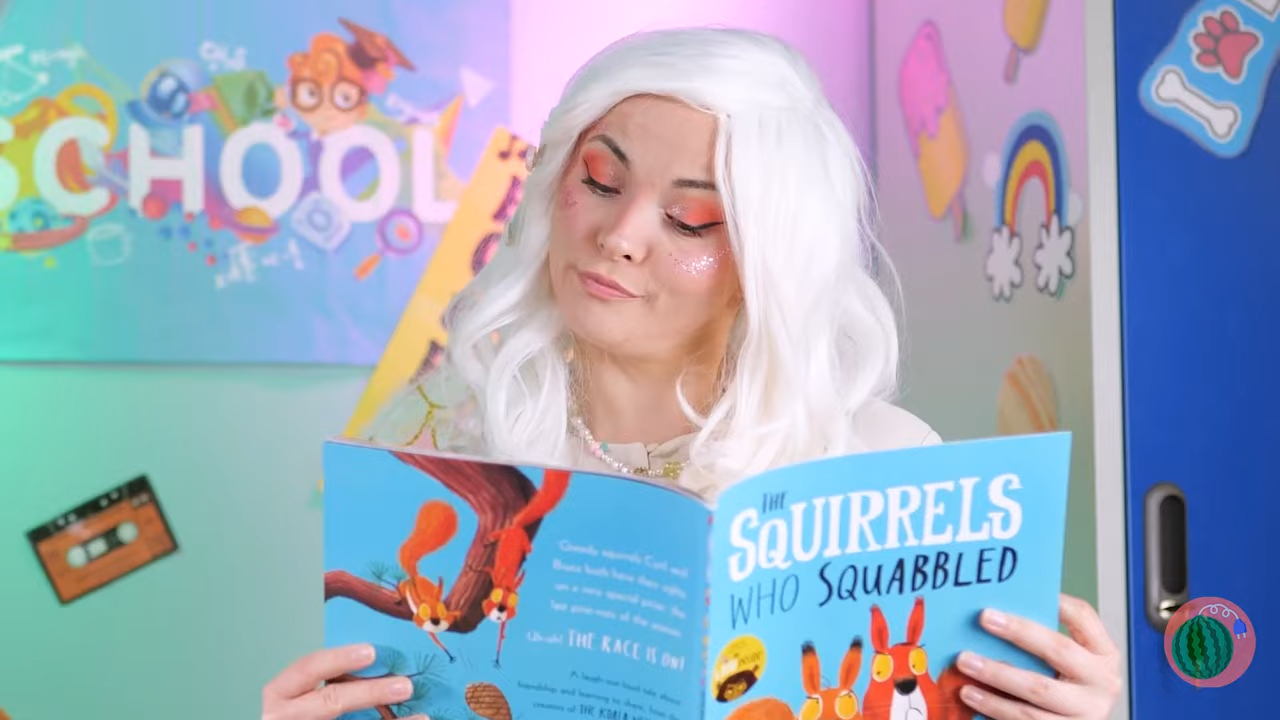 SCHOOL
THE
SQUIRRELS
WHO SQUABBLED
Greedy squirrels Cyril and
Bruce both have their sights
on a very special prize: the
last pine-cone of the season.
Uh-oh! THE RACE IS ON!
A laugh-out-loud tale about
friendship and learning to share, from the
creators of THE KOALA WHO